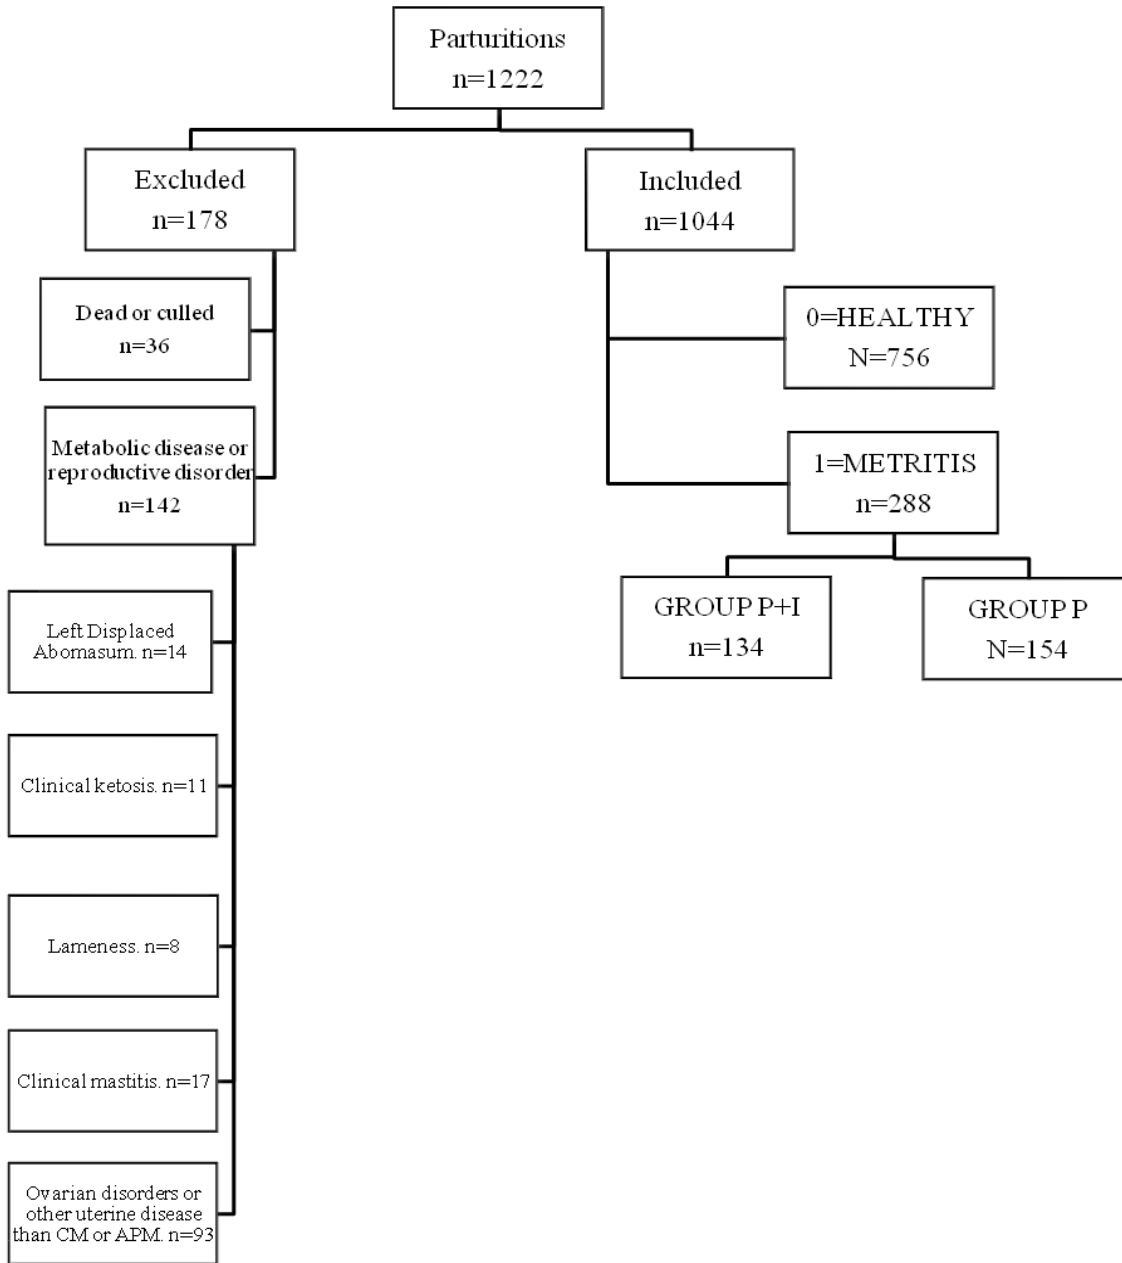 Parturitions
n=1222
Excluded
n=178
Included
n=1044
Dead or culled
n=36
0=HEALTHY
N=756
Metabolic disease or
reproductive disorder
n=142
1=METRITIS
n=288
GROUP P+I
n=134
GROUP P
N=154
Left Displaced
Abomasum. n=14
Clinical ketosis. n=11
Lameness. n=8
Clinical mastitis. n=17
Ovarian disorders or
other uterine disease
than CM or APM. n=93